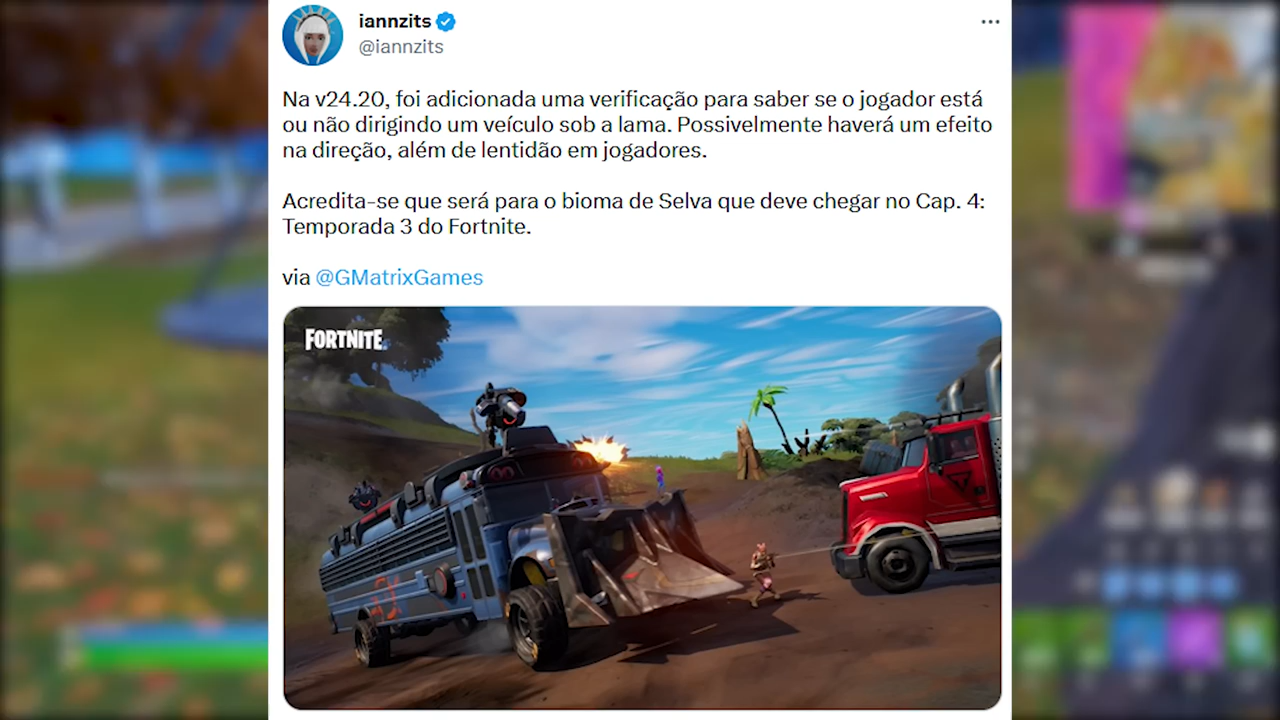 iannzits
@iannzits
Na v24.20, foi adicionada uma verificação para saber se o jogador está
ou não dirigindo um veículo sob a lama. Possivelmente haverá um efeito
na direção, além de lentidão em jogadores.
Acredita-se que será para o bioma de Selva que deve chegar no Cap. 4:
Temporada 3 do Fortnite.
via @GMatrixGames
FORTNITE